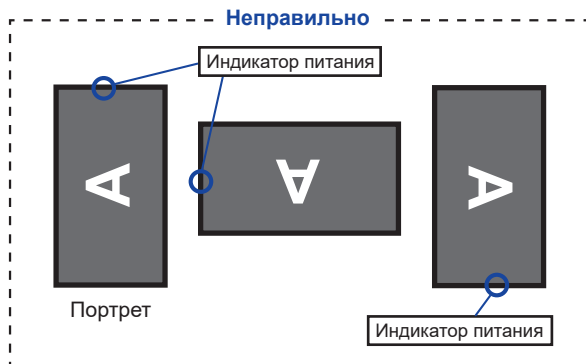 Неправильно
Индикатор питания
A
A
A
Портрет
Индикатор питания